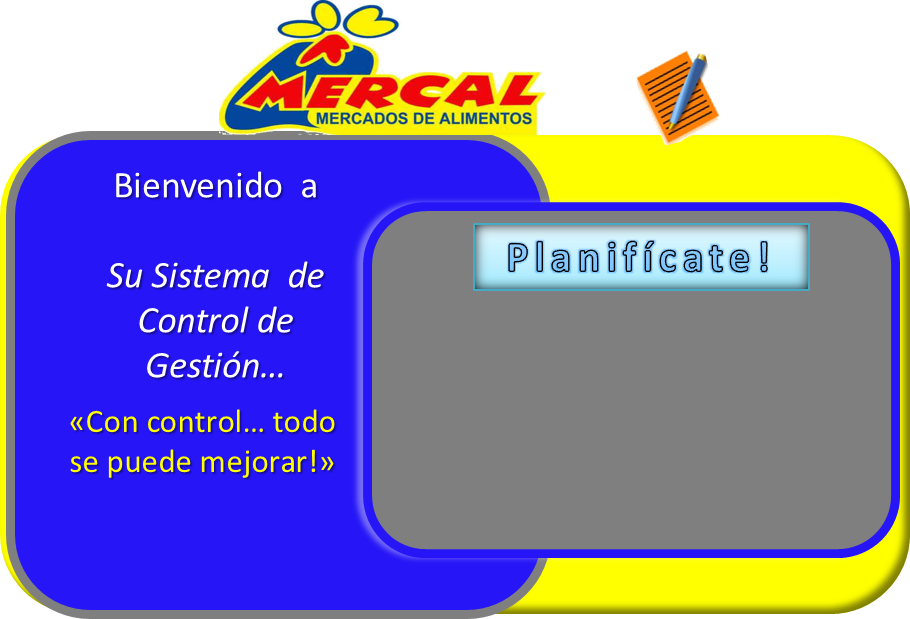 MERCAL
MERCADOS DE ALIMENTOS
Bienvenido a
Su Sistema de
Control de
Gestión...
«Con control... todo
se puede mejorar!»
Planifícate!